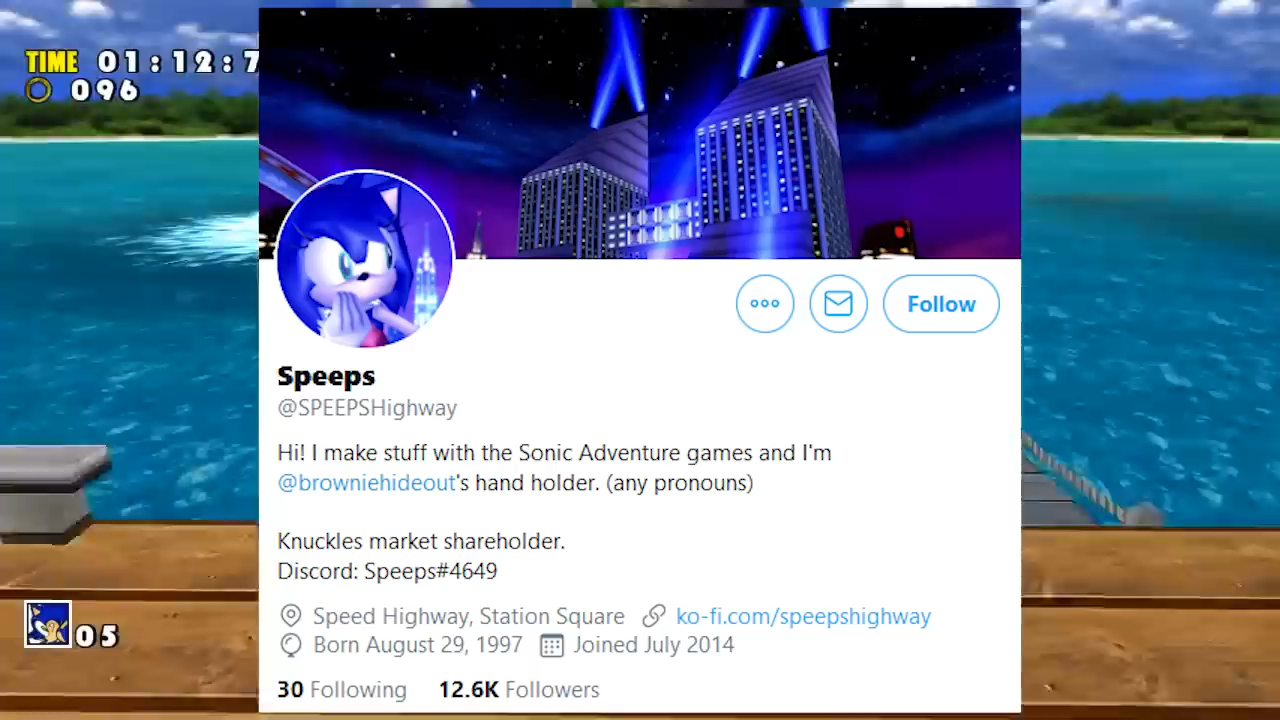 TIME 01:12:7
096
Follow
Speeps
@SPEEPSHighway
Hi! I make stuff with the Sonic Adventure games and I'm
@browniehideout's hand holder. (any pronouns)
Knuckles market shareholder.
Discord: Speeps#4649
Speed Highway, Station Square ko-fi.com/speepshighway
Born August 29, 1997 Joined July 2014
30 Following 12.6K Followers
05